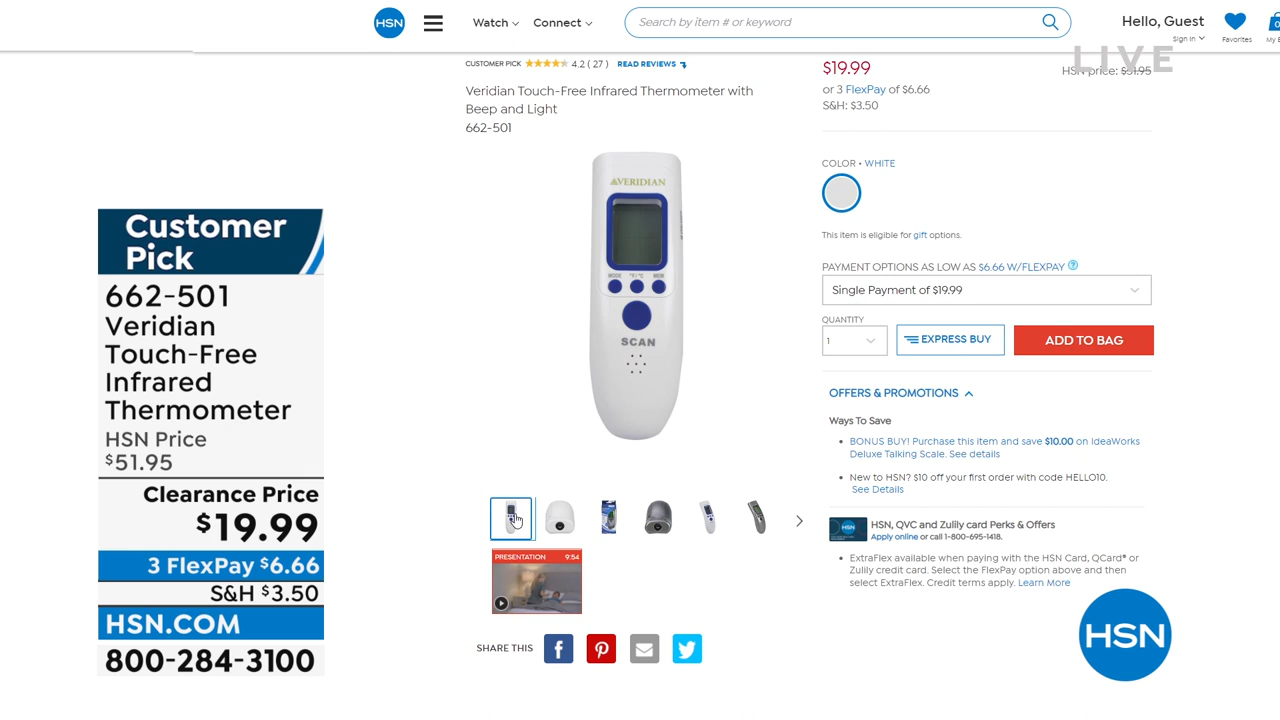 HSN
Watch
Connect
Search by item # or keyword
Hello, Guest
Sign In
Favorites
0
My
LIVE
CUSTOMER PICK 4.2 ( 27 ) READ REVIEWS
Veridian Touch-Free Infrared Thermometer with
Beep and Light
662-501
$19.99
HSN price: $51.95
or 3 FlexPay of $6.66
S&H: $3.50
COLOR • WHITE
This item is eligible for gift options.
PAYMENT OPTIONS AS LOW AS $6.66 W/FLEXPAY ?
Single Payment of $19.99
QUANTITY
1
EXPRESS BUY
ADD TO BAG
OFFERS & PROMOTIONS
Ways To Save
• BONUS BUY! Purchase this item and save $10.00 on IdeaWorks
Deluxe Talking Scale. See details
• New to HSN? $10 off your first order with code HELLO10.
See Details
HSN
HSN, QVC and Zulily card Perks & Offers
Apply online or call 1-800-695-1418.
• ExtraFlex available when paying with the HSN Card, QCard® or
Zulily credit card. Select the FlexPay option above and then
select ExtraFlex. Credit terms apply. Learn More
VERIDIAN
MODE °F/°C MEM
SCAN
PRESENTATION 9:54
SHARE THIS
Customer
Pick
662-501
Veridian
Touch-Free
Infrared
Thermometer
HSN Price
$51.95
Clearance Price
$19.99
3 FlexPay $6.66
S&H $3.50
HSN.COM
800-284-3100
HSN